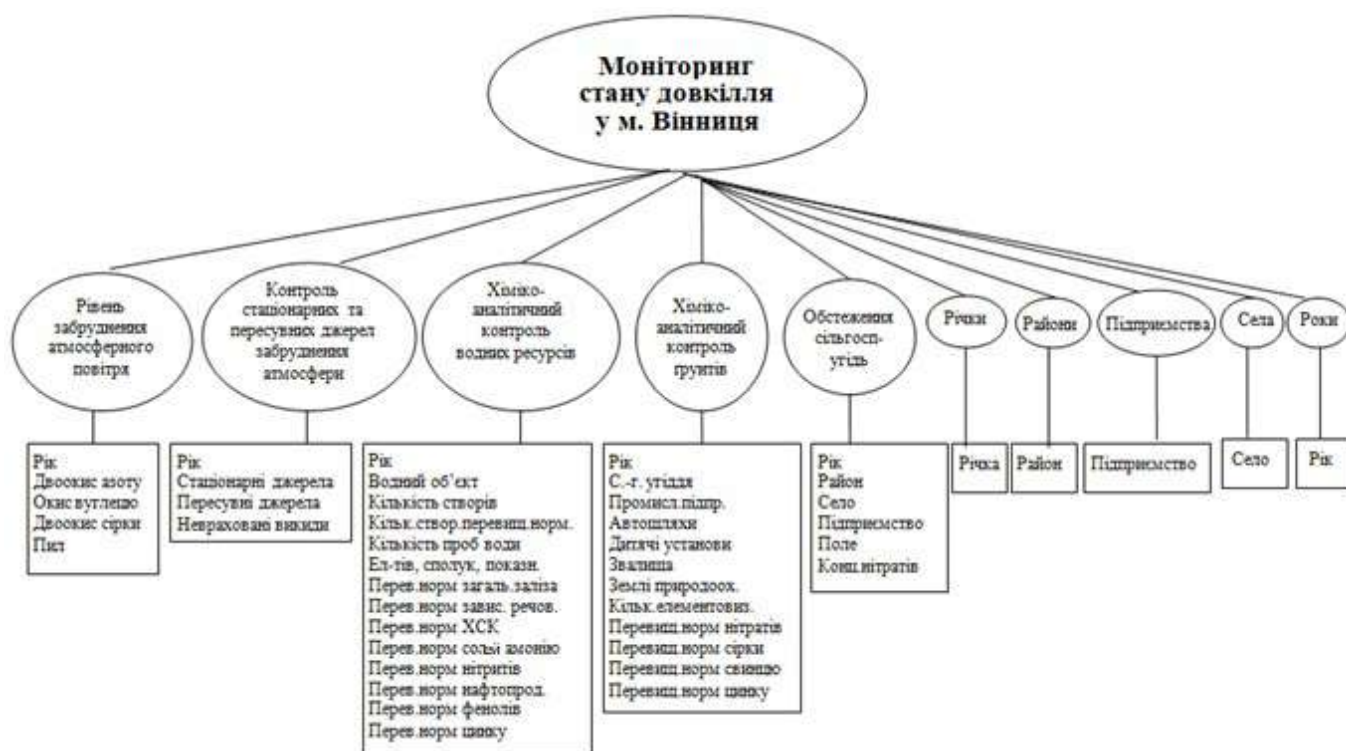 Моніторинг
стану довкілля
у м. Вінниця
Рівень
забруднення
атмосферного
повітря
Контроль
стаціонарних та
пересувних джерел
забруднення
атмосфери
Хіміко-
аналітичний
контроль
водних ресурсів
Хіміко-
аналітичний
контроль
ґрунтів
Обстеження
сільгосп-
угідь
Річки
Райони
Підприємства
Села
Роки
Рік
Двоокис азоту
Окис вуглецю
Двоокис сірки
Пил
Рік
Стаціонарні джерела
Пересувні джерела
Невраховані викиди
Рік
Водний об'єкт
Кількість створів
Кільк.створ.перевищ.норм.
Кількість проб води
Ел-тів, сполук, показн.
Перев.норм загаль.заліза
Перев.норм завис. речов.
Перев.норм ХСК
Перев.норм солей амонію
Перев.норм нітритів
Перев.норм нафтопрод.
Перев.норм фенолів
Перев.норм цинку
Рік
С.-г. угіддя
Промисл.підпр.
Автошляхи
Дитячі установи
Звалища
Землі природоох.
Кільк.елементовиз.
Перевищ.норм нітратів
Перевищ.норм сірки
Перевищ.норм свинцю
Перевищ.норм цинку
Рік
Район
Село
Підприємство
Поле
Конц.нітратів
Річка
Район
Підприємство
Село
Рік